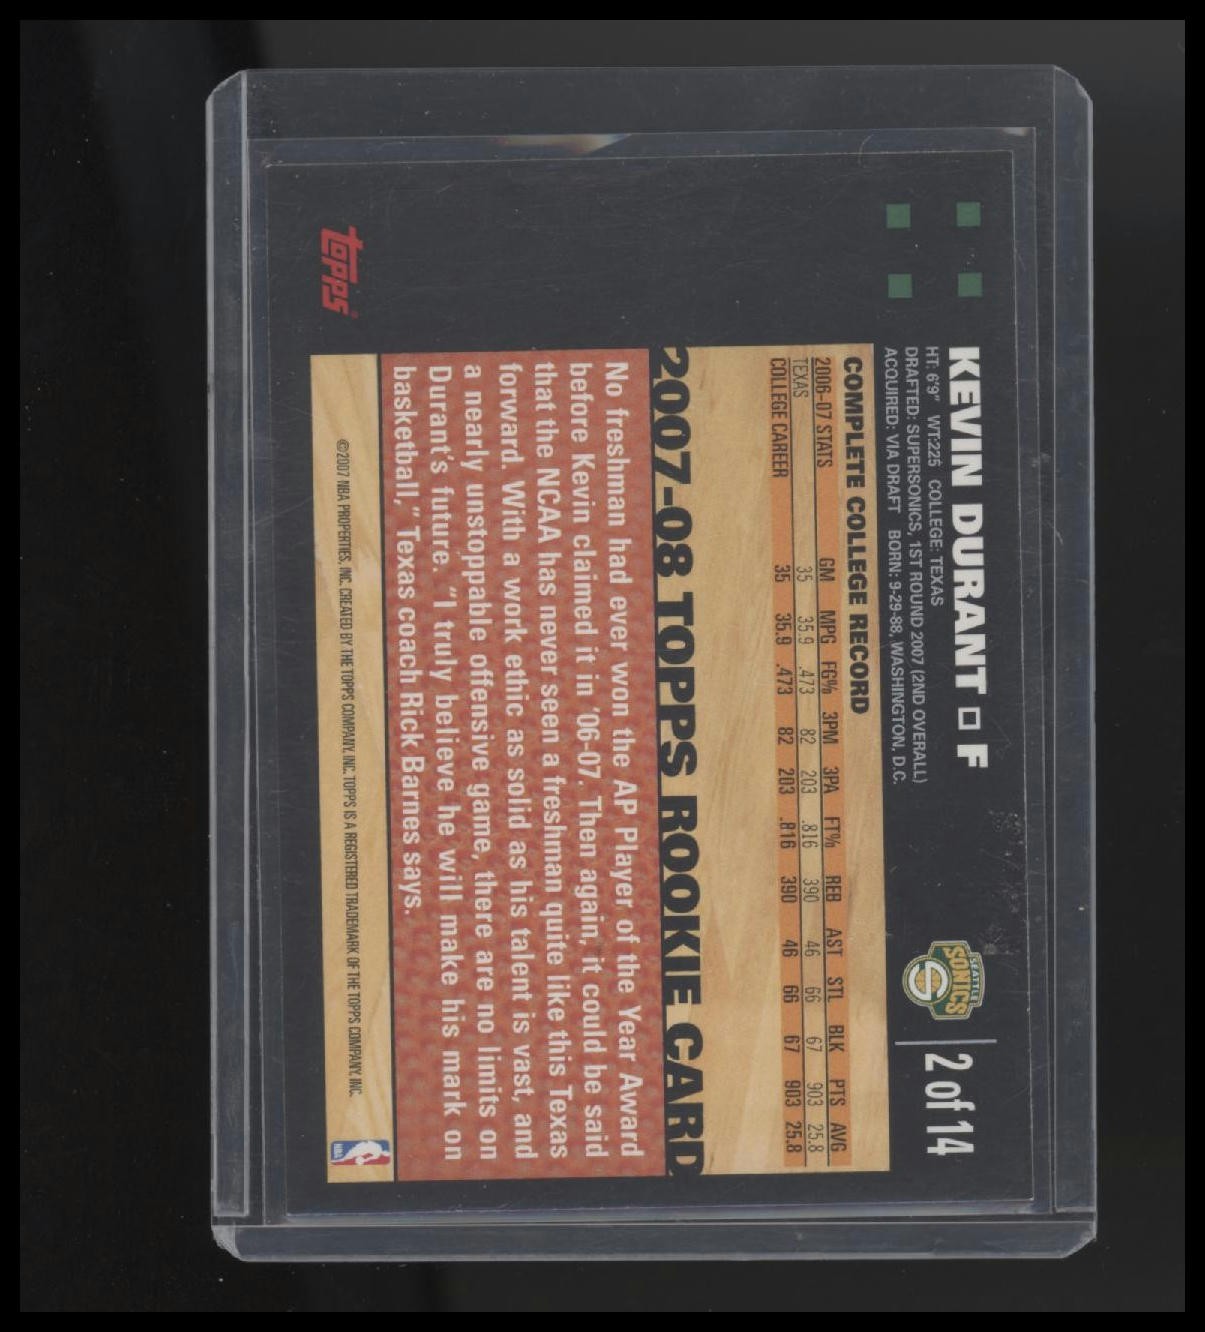 KEVIN DURANT ◻ F
HT: 6'9" WT:225 COLLEGE: TEXAS
DRAFTED: SUPERSONICS, 1ST ROUND 2007 (2ND OVERALL)
ACQUIRED: VIA DRAFT BORN: 9-29-88, WASHINGTON, D.C.
SEATTLE
SONICS
2 of 14
COMPLETE COLLEGE RECORD
2006-07 STATS GM MPG FG% 3PM 3PA FT% REB AST STL BLK PTS AVG
TEXAS 35 35.9 .473 82 203 .816 390 46 66 67 903 25.8
COLLEGE CAREER 35 35.9 .473 82 203 .816 390 46 66 67 903 25.8
2007-08 TOPPS ROOKIE CARD
No freshman had ever won the AP Player of the Year Award
before Kevin claimed it in '06-07. Then again, it could be said
that the NCAA has never seen a freshman quite like this Texas
forward. With a work ethic as solid as his talent is vast, and
a nearly unstoppable offensive game, there are no limits on
Durant's future. "I truly believe he will make his mark on
basketball," Texas coach Rick Barnes says.
©2007 NBA PROPERTIES, INC. CREATED BY THE TOPPS COMPANY, INC. TOPPS IS A REGISTERED TRADEMARK OF THE TOPPS COMPANY, INC.
topps®
NBA